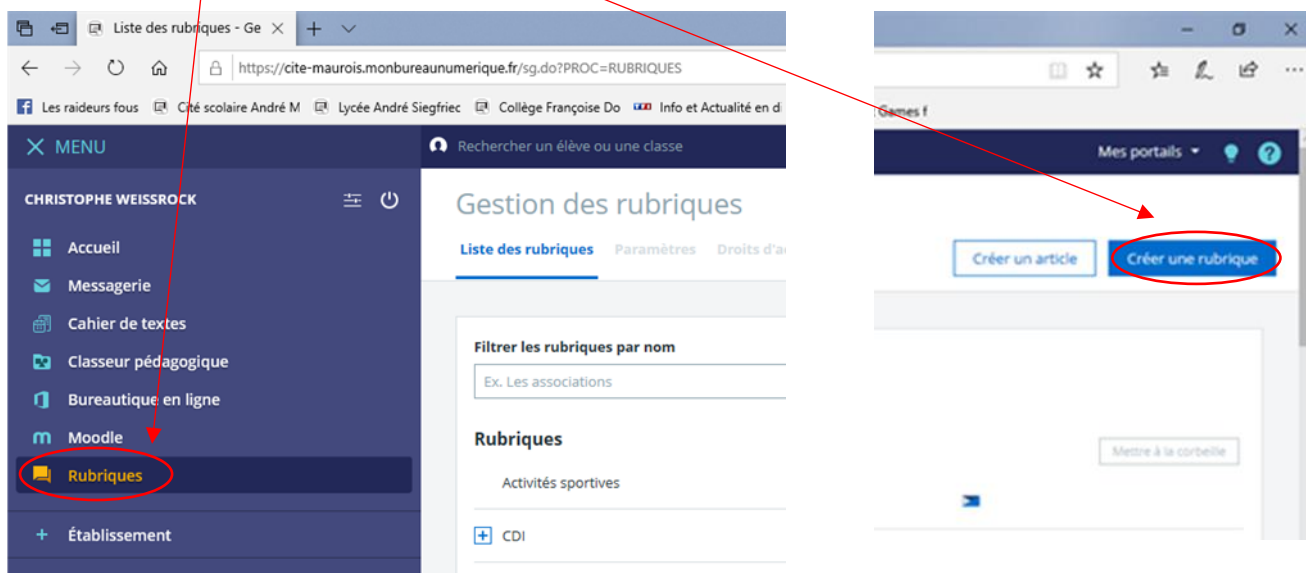 Liste des rubriques - Ge
https://cite-maurois.monbureaunumerique.fr/sg.do?PROC=RUBRIQUES
Les raideurs fous Cité scolaire André M Lycée André Siegfriec Collège Françoise Do Info et Actualité en di
Games f
MENU
Rechercher un élève ou une classe
Mes portails
CHRISTOPHE WEISSROCK
Gestion des rubriques
Liste des rubriques Paramètres Droits d'a
Créer un article Créer une rubrique
Accueil
Messagerie
Cahier de textes
Classeur pédagogique
Bureautique en ligne
Moodle
Rubriques
Établissement
Filtrer les rubriques par nom
Ex. Les associations
Rubriques
Mettre à la corbeille
Activités sportives
CDI